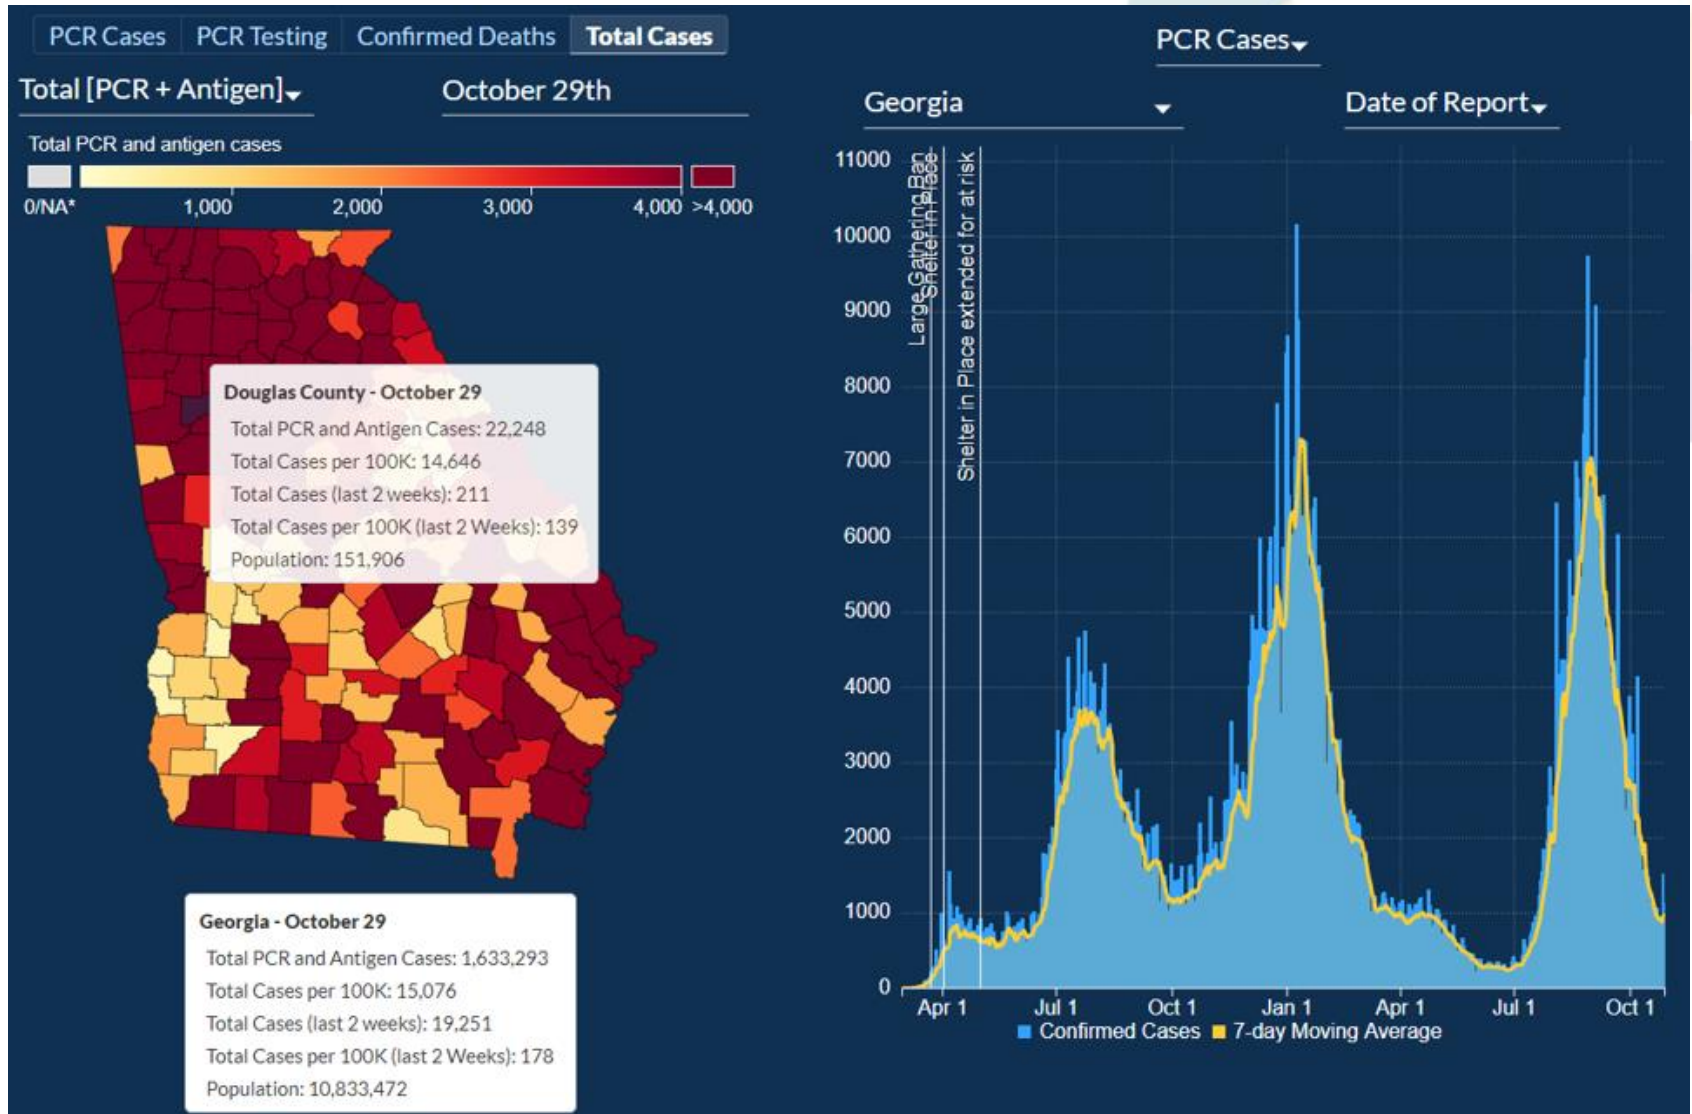 PCR Cases PCR Testing Confirmed Deaths Total Cases
Total [PCR + Antigen] October 29th
Total PCR and antigen cases
0/NA* 1,000 2,000 3,000 4,000 >4,000
Douglas County - October 29
Total PCR and Antigen Cases: 22,248
Total Cases per 100K: 14,646
Total Cases (last 2 weeks): 211
Total Cases per 100K (last 2 Weeks): 139
Population: 151,906
Georgia - October 29
Total PCR and Antigen Cases: 1,633,293
Total Cases per 100K: 15,076
Total Cases (last 2 weeks): 19,251
Total Cases per 100K (last 2 Weeks): 178
Population: 10,833,472
PCR Cases
Georgia Date of Report
11000
10000
9000
8000
7000
6000
5000
4000
3000
2000
1000
0
Large Gathering Ban
Shelter in Place
Shelter in Place extended for at risk
Apr 1 Jul 1 Oct 1 Jan 1 Apr 1 Jul 1 Oct 1
Confirmed Cases 7-day Moving Average